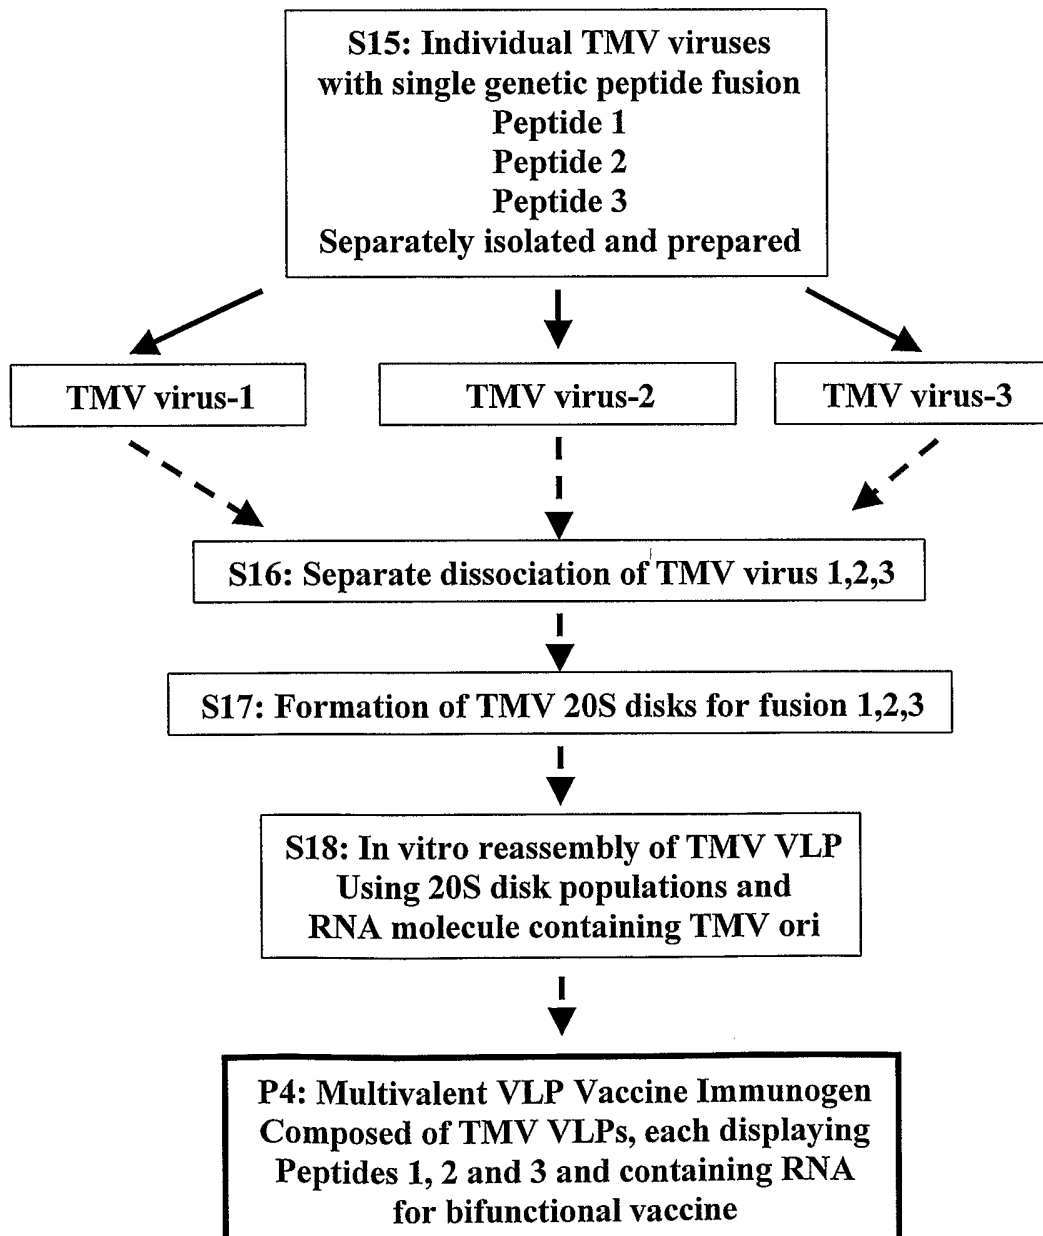 S15: Individual TMV viruses
with single genetic peptide fusion
Peptide 1
Peptide 2
Peptide 3
Separately isolated and prepared
TMV virus-1
TMV virus-2
TMV virus-3
S16: Separate dissociation of TMV virus 1,2,3
S17: Formation of TMV 20S disks for fusion 1,2,3
S18: In vitro reassembly of TMV VLP
Using 20S disk populations and
RNA molecule containing TMV ori
P4: Multivalent VLP Vaccine Immunogen
Composed of TMV VLPs, each displaying
Peptides 1, 2 and 3 and containing RNA
for bifunctional vaccine